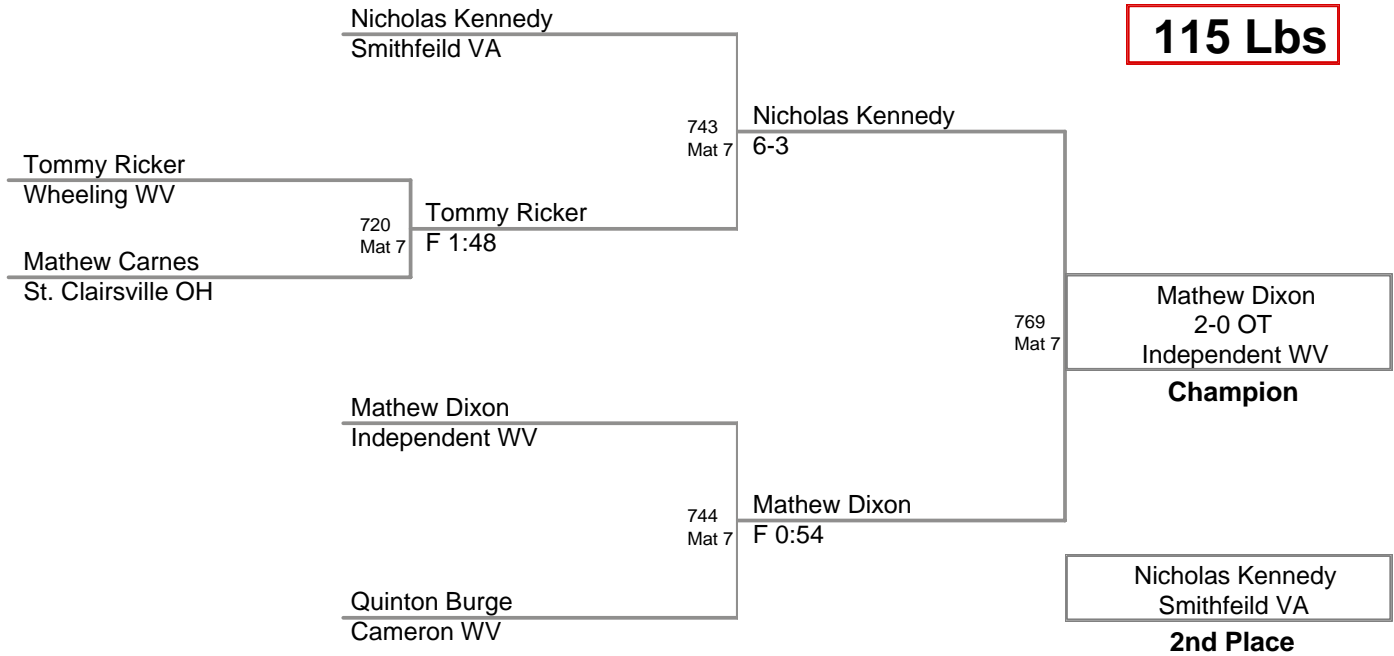 Nicholas Kennedy
Smithfeild VA
115 Lbs
743
Mat 7
Nicholas Kennedy
6-3
Tommy Ricker
Wheeling WV
720
Mat 7
Tommy Ricker
F 1:48
Mathew Carnes
St. Clairsville OH
769
Mat 7
Mathew Dixon
2-0 OT
Independent WV
Champion
Mathew Dixon
Independent WV
744
Mat 7
Mathew Dixon
F 0:54
Quinton Burge
Cameron WV
Nicholas Kennedy
Smithfeild VA
2nd Place